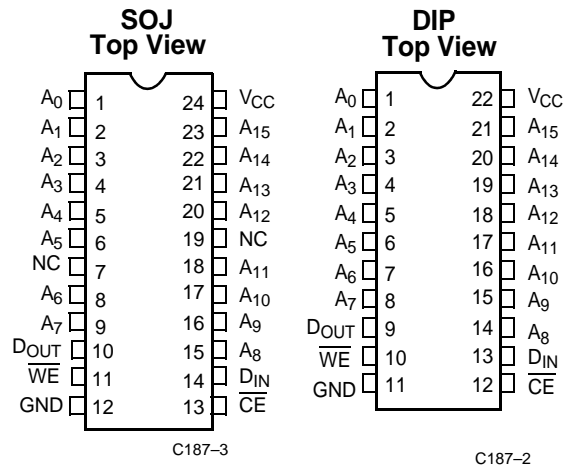 SOJ
Top View
A0 1 24 VCC
A1 2 23 A15
A2 3 22 A14
A3 4 21 A13
A4 5 20 A12
A5 6 19 NC
NC 7 18 A11
A6 8 17 A10
A7 9 16 A9
DOUT 10 15 A8
WE 11 14 DIN
GND 12 13 CE
C187–3
DIP
Top View
A0 1 22 VCC
A1 2 21 A15
A2 3 20 A14
A3 4 19 A13
A4 5 18 A12
A5 6 17 A11
A6 7 16 A10
A7 8 15 A9
DOUT 9 14 A8
WE 10 13 DIN
GND 11 12 CE
C187–2